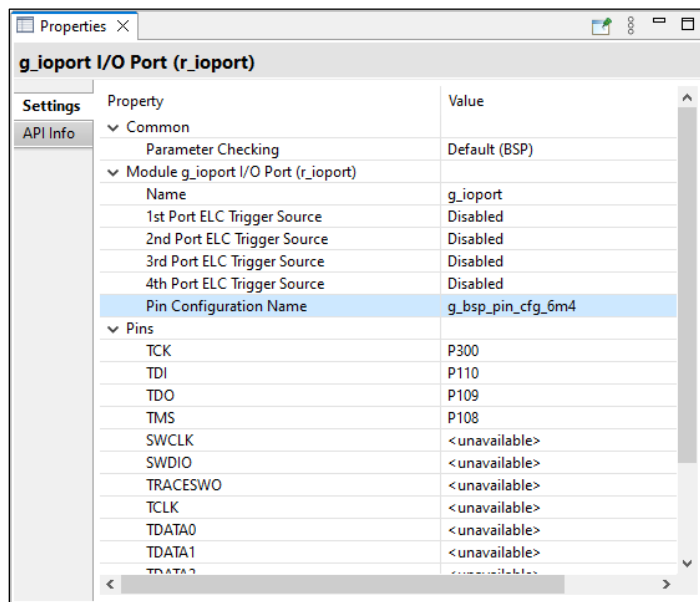 Properties
g_ioport I/O Port (r_ioport)
Settings
API Info
Property Value
Common
Parameter Checking Default (BSP)
Module g_ioport I/O Port (r_ioport)
Name g_ioport
1st Port ELC Trigger Source Disabled
2nd Port ELC Trigger Source Disabled
3rd Port ELC Trigger Source Disabled
4th Port ELC Trigger Source Disabled
Pin Configuration Name g_bsp_pin_cfg_6m4
Pins
TCK P300
TDI P110
TDO P109
TMS P108
SWCLK <unavailable>
SWDIO <unavailable>
TRACESWO <unavailable>
TCLK <unavailable>
TDATA0 <unavailable>
TDATA1 <unavailable>